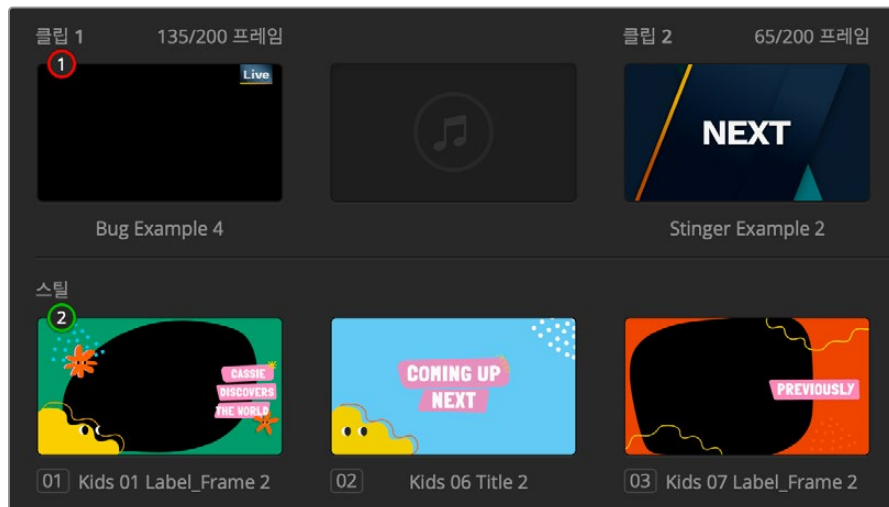 클립 1 135/200 프레임 클립 2 65/200 프레임
1
Live
NEXT
Bug Example 4 Stinger Example 2
스틸
2
CASSIE
DISCOVERS
THE WORLD
COMING UP
NEXT
PREVIOUSLY
01 Kids 01 Label_Frame 2 02 Kids 06 Title 2 03 Kids 07 Label_Frame 2